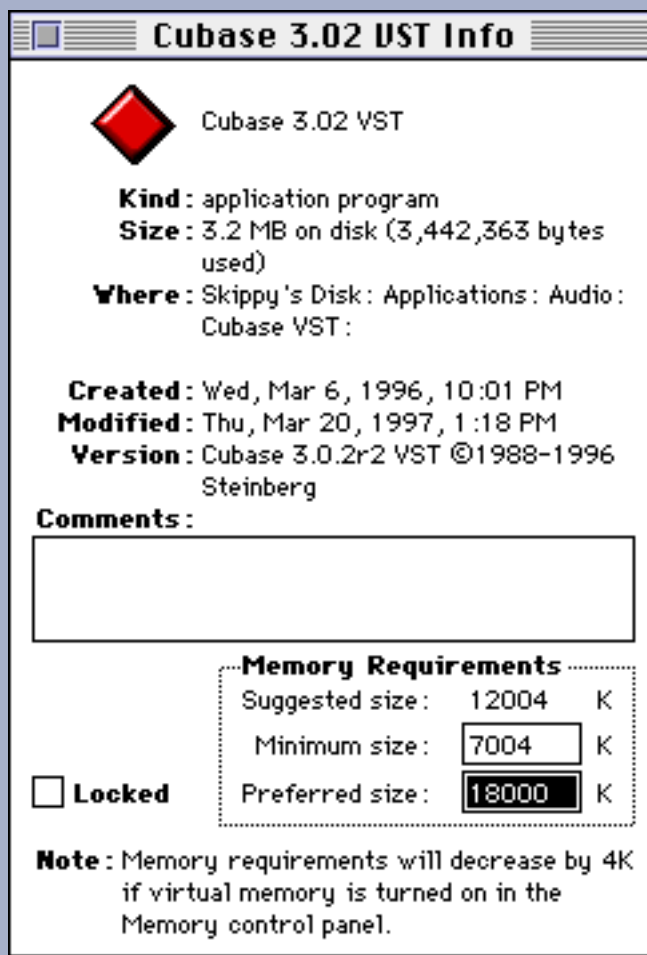 Cubase 3.02 VST Info
Cubase 3.02 VST
Kind: application program
Size: 3.2 MB on disk (3,442,363 bytes
used)
Where: Skippy's Disk: Applications: Audio:
Cubase VST:
Created: Wed, Mar 6, 1996, 10:01 PM
Modified: Thu, Mar 20, 1997, 1:18 PM
Version: Cubase 3.0.2r2 VST ©1988-1996
Steinberg
Comments:
Memory Requirements
Suggested size: 12004 K
Minimum size: 7004 K
Locked
Preferred size: 18000 K
Note: Memory requirements will decrease by 4K
if virtual memory is turned on in the
Memory control panel.